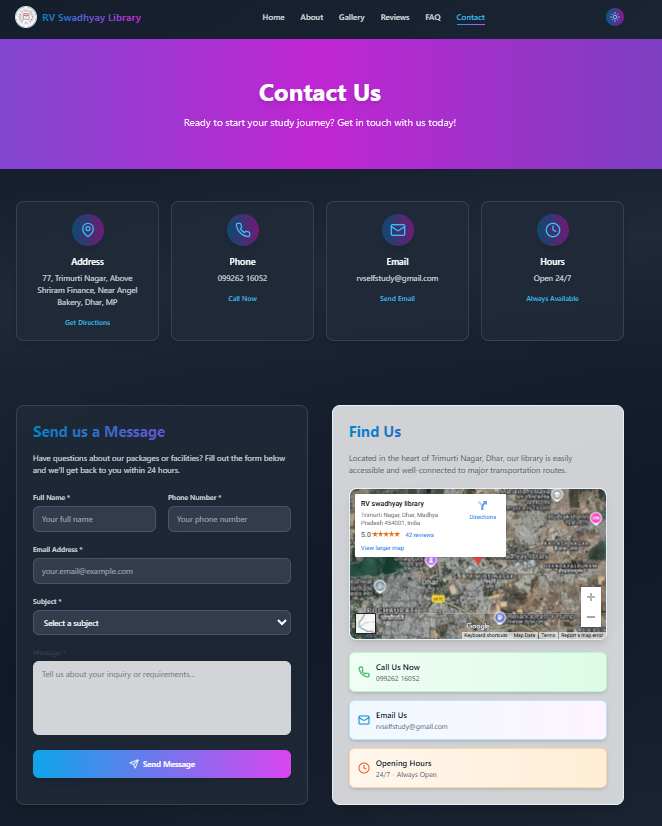 RV Swadhyay Library
Home About Gallery Reviews FAQ Contact
Contact Us
Ready to start your study journey? Get in touch with us today!
Address
77, Trimurti Nagar, Above
Shriram Finance, Near Angel
Bakery, Dhar, MP
Get Directions
Phone
099262 16052
Call Now
Email
rvselfstudy@gmail.com
Send Email
Hours
Open 24/7
Always Available
Send us a Message
Have questions about our packages or facilities? Fill out the form below
and we'll get back to you within 24 hours.
Full Name *
Your full name
Phone Number *
Your phone number
Email Address *
your.email@example.com
Subject *
Select a subject
Message *
Tell us about your inquiry or requirements...
Send Message
Find Us
Located in the heart of Trimurti Nagar, Dhar, our library is easily
accessible and well-connected to major transportation routes.
RV swadhyay library
Trimurti Nagar, Dhar, Madhya
Pradesh 454001, India
Directions
5.0 ★★★★★ 42 reviews
View larger map
Dhar
Google
Keyboard shortcuts Map Data Terms Report a map error
Call Us Now
099262 16052
Email Us
rvselfstudy@gmail.com
Opening Hours
24/7 · Always Open